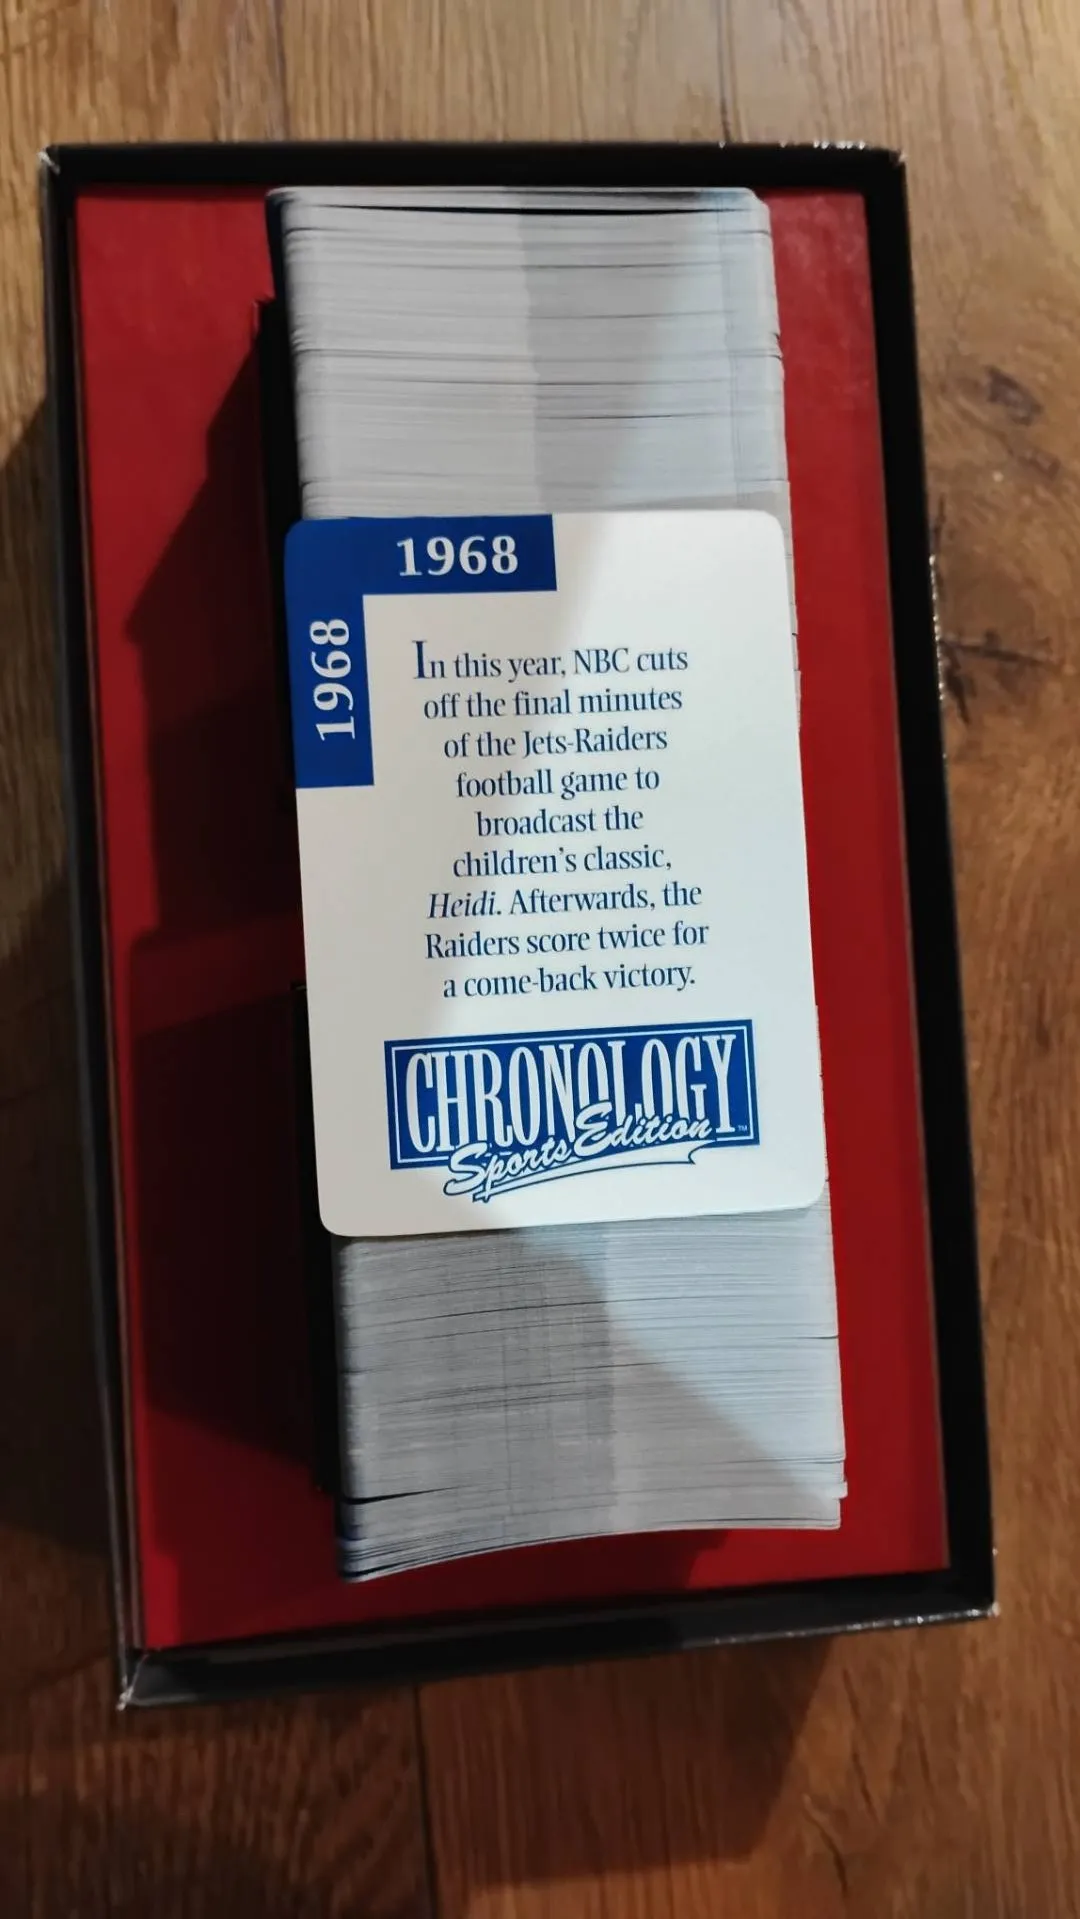 1968
1968
In this year, NBC cuts
off the final minutes
of the Jets-Raiders
football game to
broadcast the
children's classic,
Heidi. Afterwards, the
Raiders score twice for
a come-back victory.
CHRONOLOGY™
Sports Edition